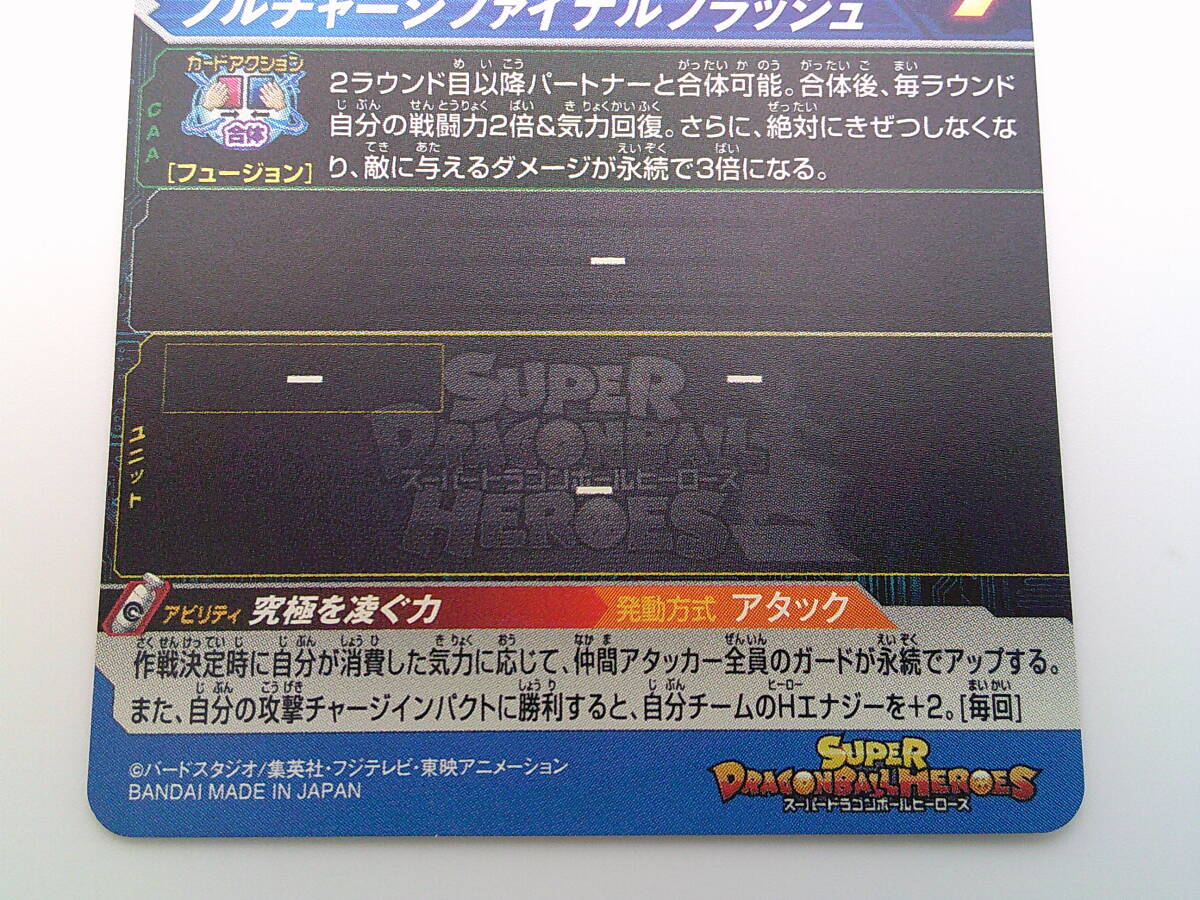 フルチャージファイナルフラッシュ
カードアクション
合体
[フュージョン]
CAA
2ラウンド目以降パートナーと合体可能。合体後、毎ラウンド
自分の戦闘力2倍&気力回復。さらに、絶対にきぜつしなくな
り、敵に与えるダメージが永続で3倍になる。
ー
ユニット
ー
ー
ー
SUPER
DRAGONBALL
スーパードラゴンボールヒーローズ
HEROES
アビリティ 究極を凌ぐ力 発動方式 アタック
作戦決定時に自分が消費した気力に応じて、仲間アタッカー全員のガードが永続でアップする。
また、自分の攻撃チャージインパクトに勝利すると、自分チームのHエナジーを+2。[毎回]
©バードスタジオ/集英社・フジテレビ・東映アニメーション
BANDAI MADE IN JAPAN
SUPER
DRAGONBALL HEROES
スーパードラゴンボールヒーローズ